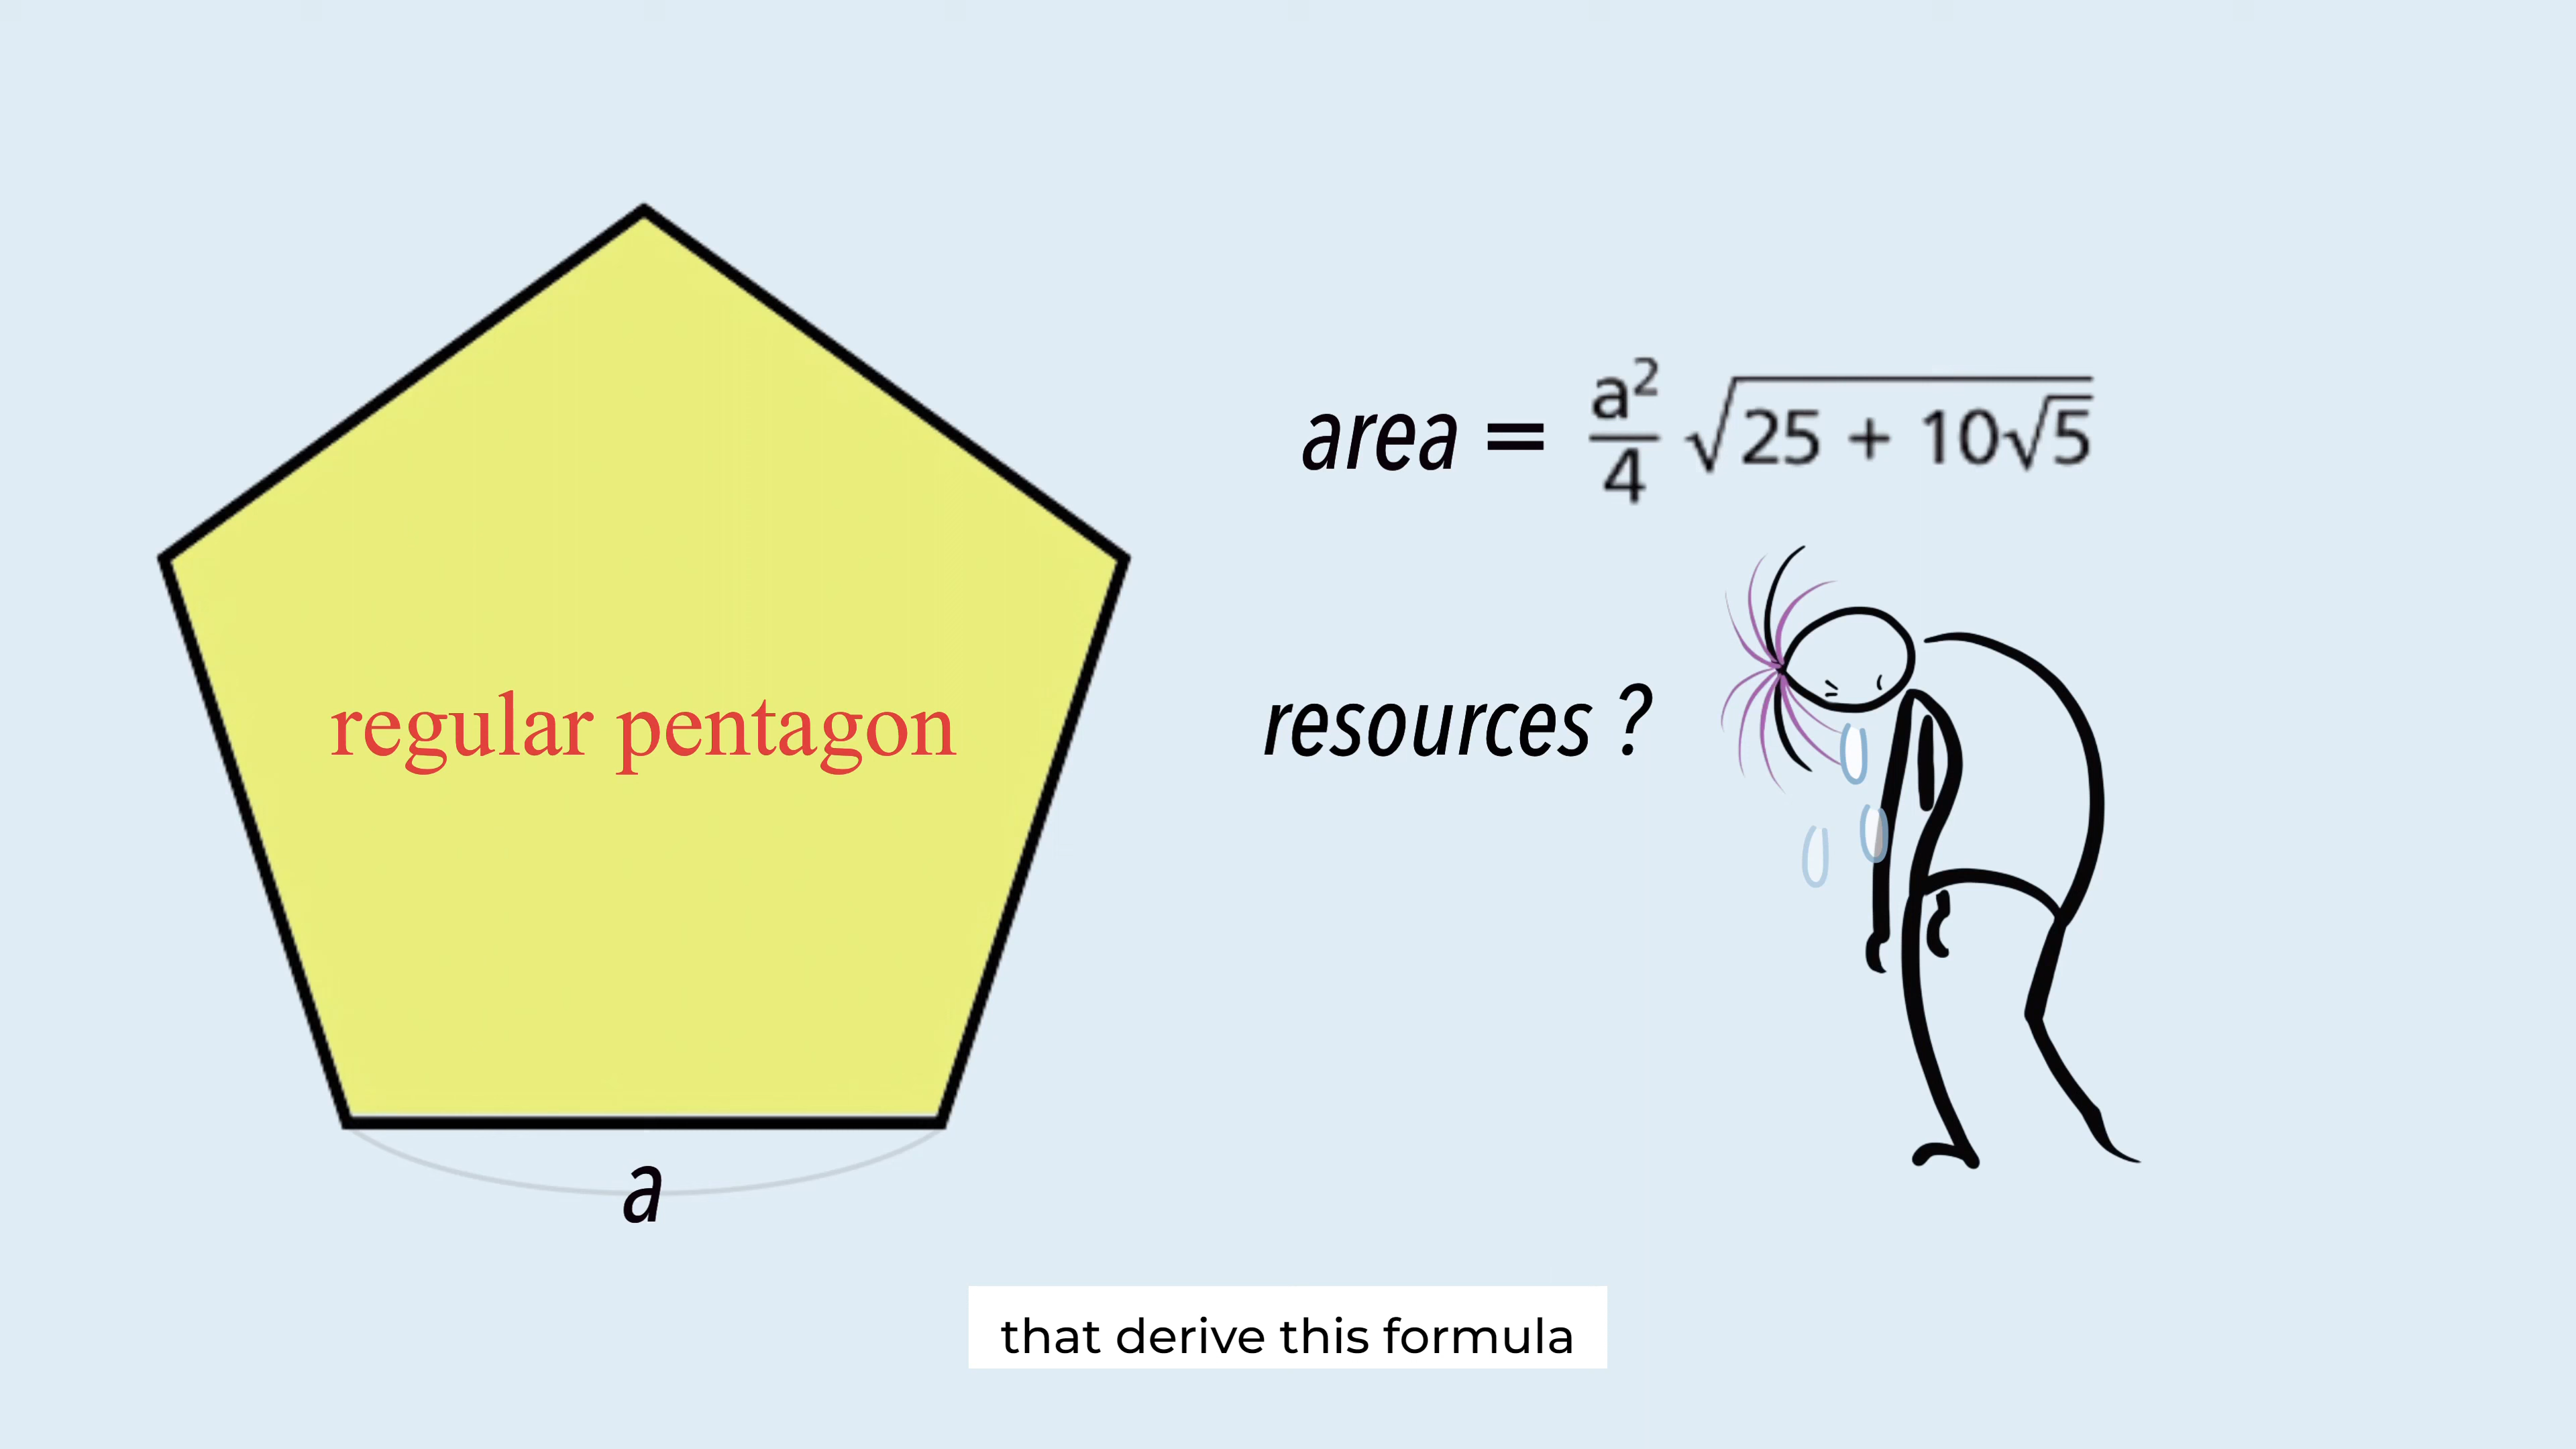 regular pentagon
a
area = a²/4 √(25 + 10√5)
resources ?
that derive this formula